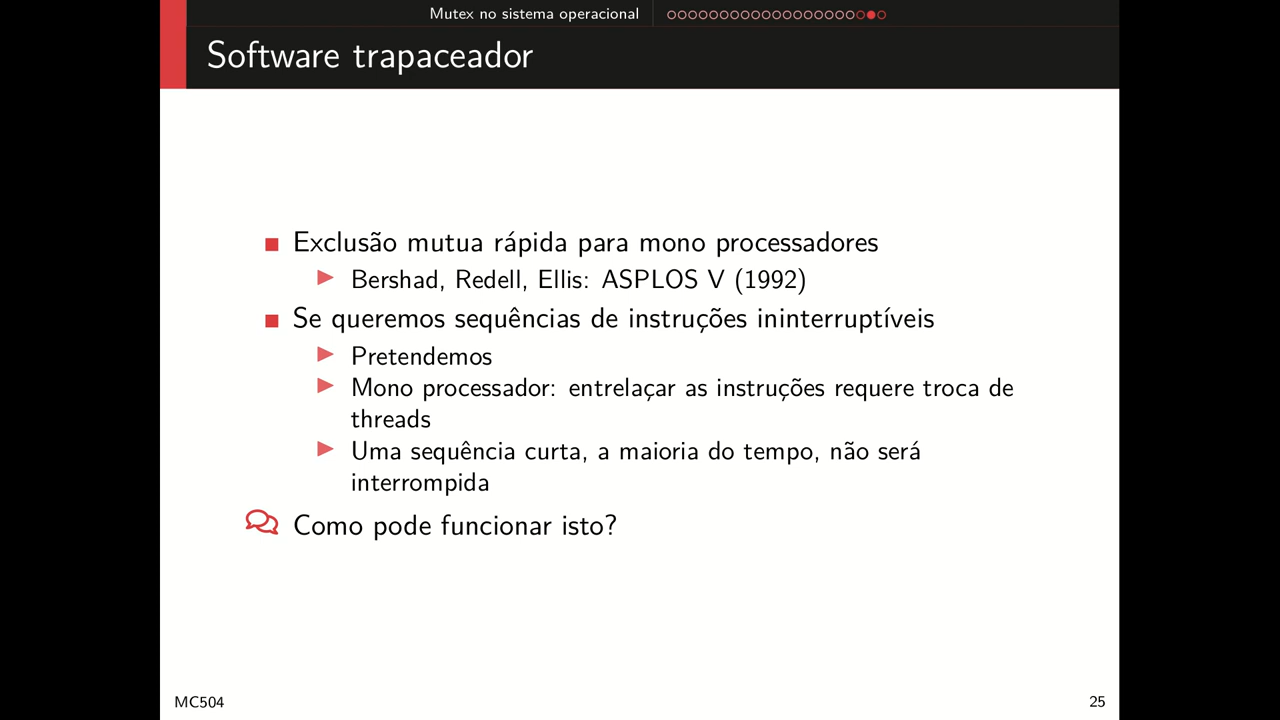 Mutex no sistema operacional
Software trapaceador
Exclusão mutua rápida para mono processadores
Bershad, Redell, Ellis: ASPLOS V (1992)
Se queremos sequências de instruções ininterruptíveis
Pretendemos
Mono processador: entrelaçar as instruções requere troca de
threads
Uma sequência curta, a maioria do tempo, não será
interrompida
Como pode funcionar isto?
MC504
25